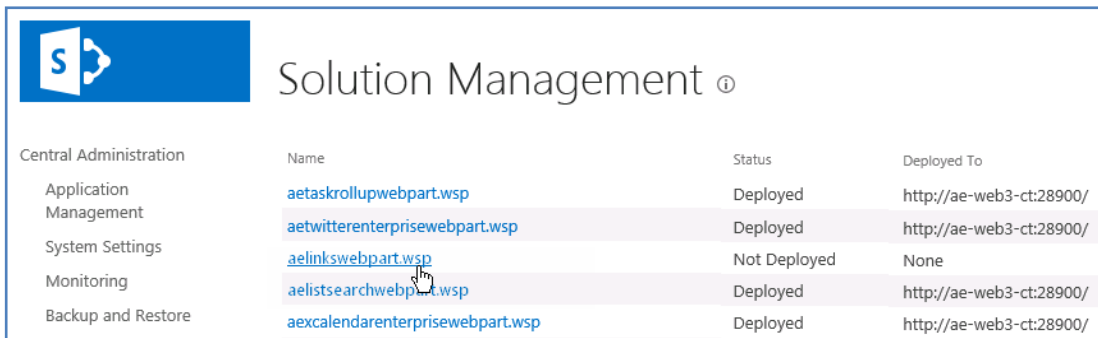 S
Solution Management
Central Administration
Application
Management
System Settings
Monitoring
Backup and Restore
Name Status Deployed To
aetaskrollupwebpart.wsp Deployed http://ae-web3-ct:28900/
aetwitterenterprisewebpart.wsp Deployed http://ae-web3-ct:28900/
aelinkswebpart.wsp Not Deployed None
aelistsearchwebpart.wsp Deployed http://ae-web3-ct:28900/
aexcalendarenterprisewebpart.wsp Deployed http://ae-web3-ct:28900/